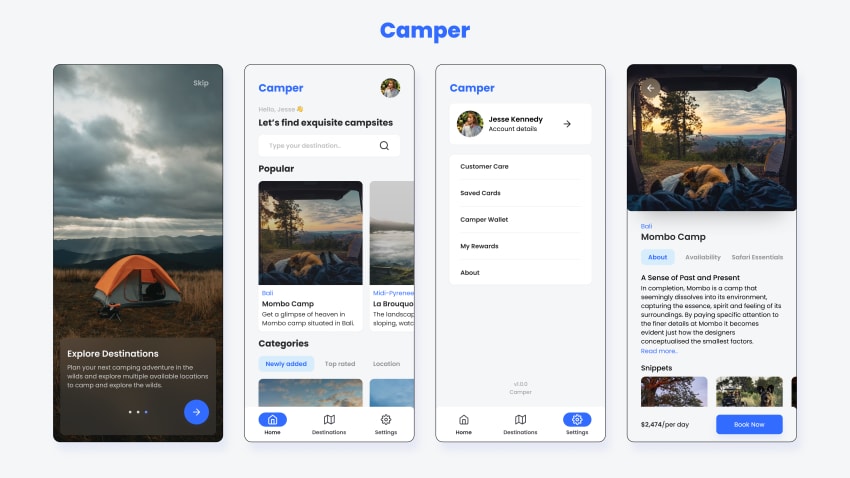 Camper
Skip
Explore Destinations
Plan your next camping adventure in the
wilds and explore multiple available locations
to camp and explore the wilds.
Camper
Hello, Jesse 👋
Let's find exquisite campsites
Type your destination..
Popular
Bali
Mombo Camp
Get a glimpse of heaven in
Mombo camp situated in Bali.
Midi-Pyrenee
La Brouquo
The landscap
sloping, watc
Categories
Newly added
Top rated
Location
Home
Destinations
Settings
Camper
Jesse Kennedy
Account details
Customer Care
Saved Cards
Camper Wallet
My Rewards
About
v1.0.0
Camper
Home
Destinations
Settings
Bali
Mombo Camp
About
Availability
Safari Essentials
A Sense of Past and Present
In completion, Mombo is a camp that
seemingly dissolves into its environment,
capturing the essence, spirit and feeling of its
surroundings. By paying specific attention to
the finer details at Mombo it becomes
evident just how the designers
conceptualised the smallest factors.
Read more..
Snippets
$2,474/per day
Book Now